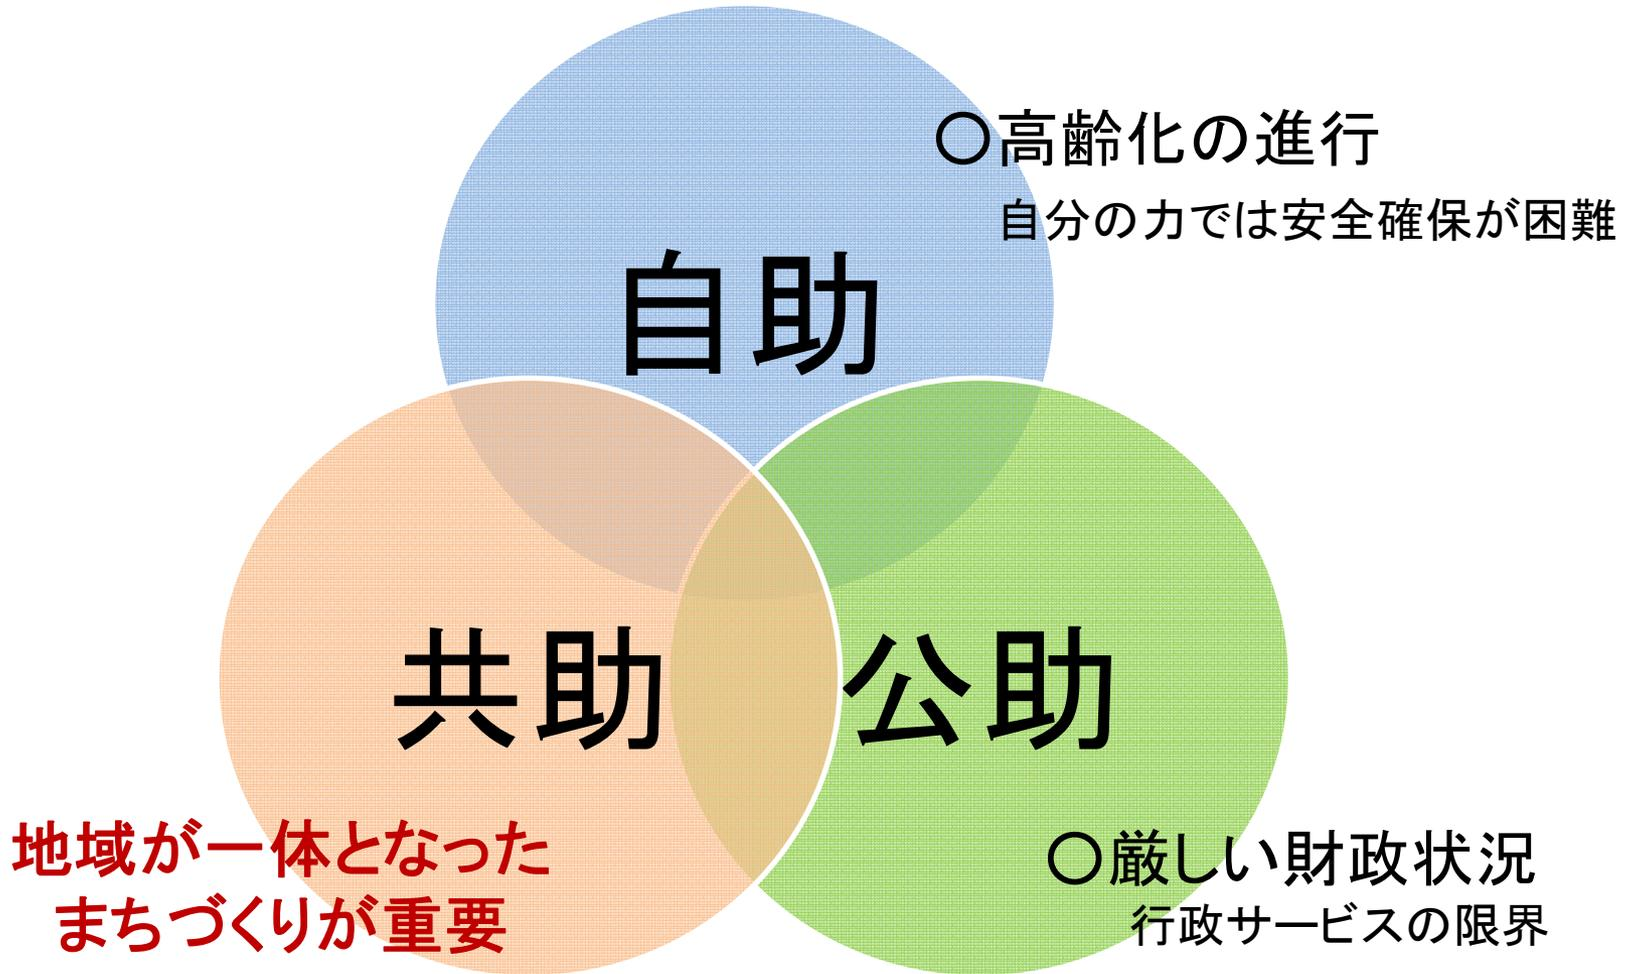 〇高齢化の進行
自分の力では安全確保が困難
自助
共助
公助
地域が一体となった
まちづくりが重要
〇厳しい財政状況
行政サービスの限界